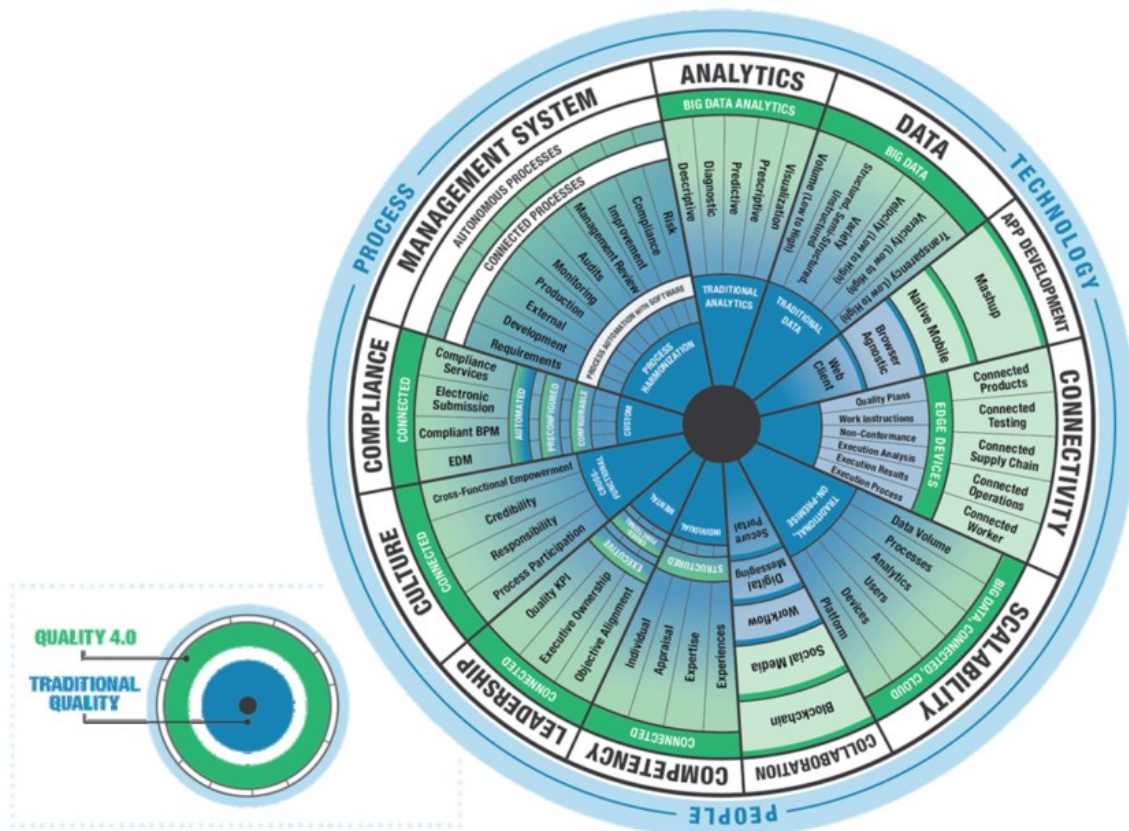 PROCESS
TECHNOLOGY
PEOPLE
MANAGEMENT SYSTEM
AUTONOMOUS PROCESSES
CONNECTED PROCESSES
Risk
Compliance
Improvement
Management Review
Audits
Monitoring
Production
External
Development
Requirements
PROCESS AUTOMATION WITH SOFTWARE
PROCESS HARMONIZATION
ANALYTICS
BIG DATA ANALYTICS
Descriptive
Diagnostic
Predictive
Prescriptive
Visualization
TRADITIONAL
ANALYTICS
DATA
BIG DATA
Volume (Low to High)
Structured, Semi-Structured,
Unstructured
Variety
Velocity (Low to High)
Veracity (Low to High)
Transparency (Low to High)
TRADITIONAL
DATA
APP DEVELOPMENT
Mashup
Native Mobile
Browser
Agnostic
Web
Client
CONNECTIVITY
Connected
Products
Connected
Testing
Connected
Supply Chain
Connected
Operations
Connected
Worker
EDGE DEVICES
Quality Plans
Work Instructions
Non-Conformance
Execution Analysis
Execution Results
Execution Process
SCALABILITY
BIG DATA, CONNECTED, CLOUD
Data Volume
Processes
Analytics
Users
Devices
Platform
TRADITIONAL,
ON-PREMISE
COLLABORATION
Blockchain
Social Media
Workflow
Digital
Messaging
Secure
Portal
COMPETENCY
CONNECTED
Individual
Appraisal
Expertise
Experiences
STRUCTURED
INDIVIDUAL
LEADERSHIP
CONNECTED
Quality KPI
Executive Ownership
Objective Alignment
EXECUTIVE
CROSS-
FUNCTIONAL
MENTAL
CULTURE
CONNECTED
Cross-Functional Empowerment
Credibility
Responsibility
Process Participation
CROSS-
FUNCTIONAL
COMPLIANCE
CONNECTED
Compliance
Services
Electronic
Submission
Compliant BPM
EDM
AUTOMATED
PRECONFIGURED
CONFIGURABLE
CUSTOM
QUALITY 4.0
TRADITIONAL
QUALITY